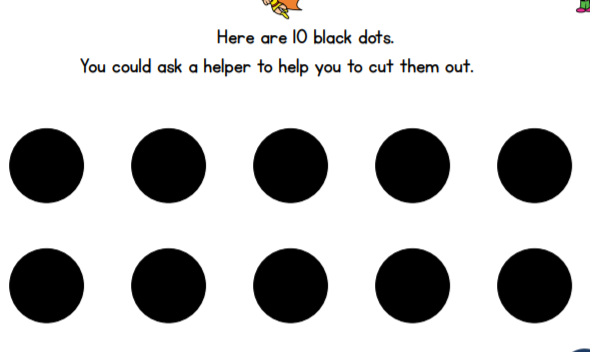 Here are 10 black dots.
You could ask a helper to help you to cut them out.